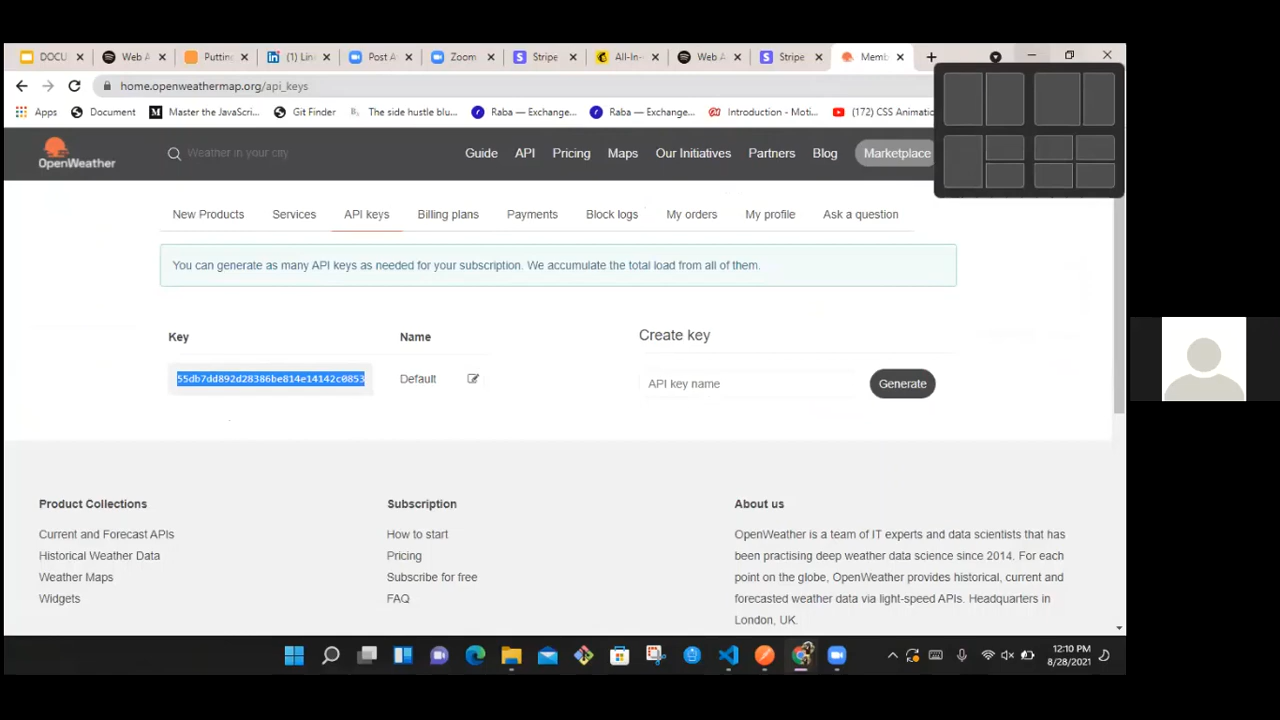 DOCU
Web A
Puttin
(1) Lin
Post A
Zoom
Stripe
All-In-
Web A
Stripe
Memb
home.openweathermap.org/api_keys
Apps
Document
Master the JavaScri...
Git Finder
The side hustle blu...
Raba — Exchange...
Raba — Exchange...
Introduction - Moti...
(172) CSS Animation
OpenWeather
Weather in your city
Guide
API
Pricing
Maps
Our Initiatives
Partners
Blog
Marketplace
New Products
Services
API keys
Billing plans
Payments
Block logs
My orders
My profile
Ask a question
You can generate as many API keys as needed for your subscription. We accumulate the total load from all of them.
Key
Name
Create key
55db7dd892d28386be814e14142c0853
Default
API key name
Generate
Product Collections
Current and Forecast APIs
Historical Weather Data
Weather Maps
Widgets
Subscription
How to start
Pricing
Subscribe for free
FAQ
About us
OpenWeather is a team of IT experts and data scientists that has
been practising deep weather data science since 2014. For each
point on the globe, OpenWeather provides historical, current and
forecasted weather data via light-speed APIs. Headquarters in
London, UK.
12:10 PM
8/28/2021